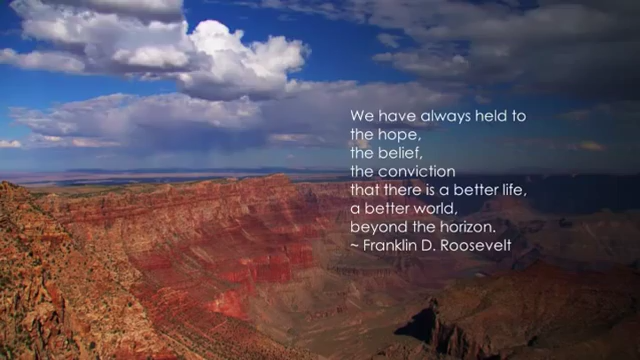 We have always held to
the hope,
the belief,
the conviction
that there is a better life,
a better world,
beyond the horizon.
~ Franklin D. Roosevelt